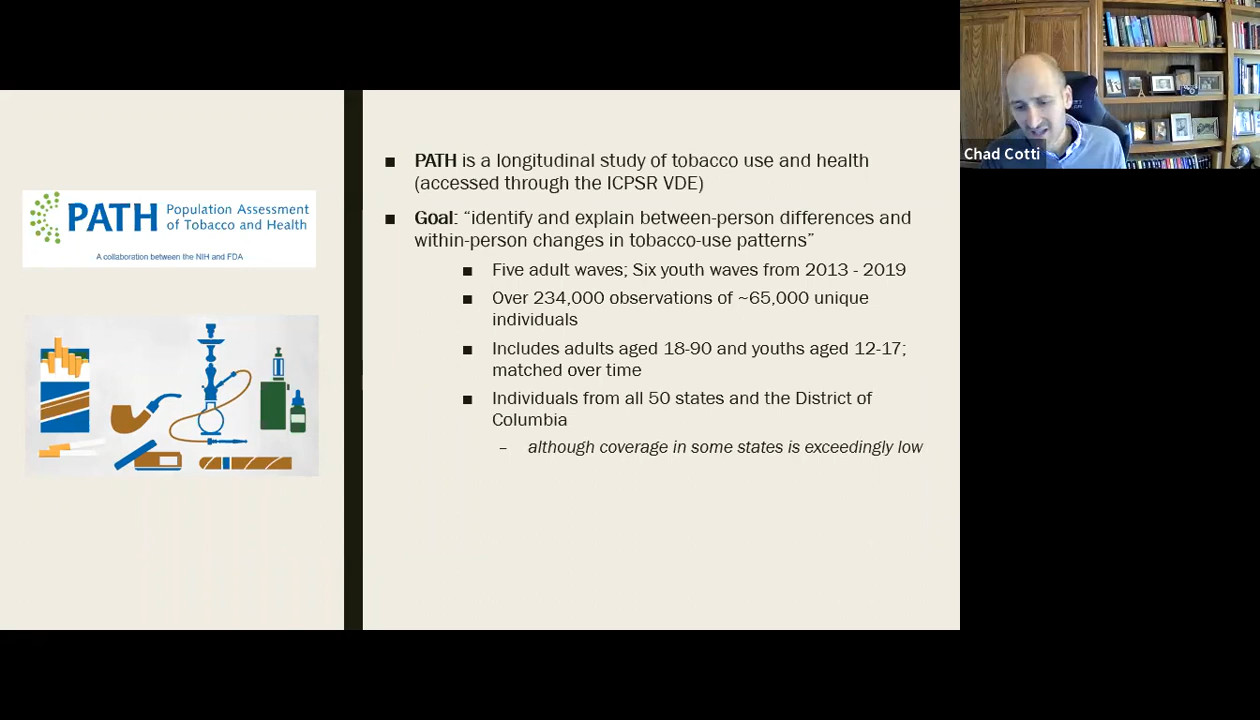 PATH Population Assessment
of Tobacco and Health
A collaboration between the NIH and FDA
■ PATH is a longitudinal study of tobacco use and health
(accessed through the ICPSR VDE)
■ Goal: “identify and explain between-person differences and
within-person changes in tobacco-use patterns”
■ Five adult waves; Six youth waves from 2013 - 2019
■ Over 234,000 observations of ~65,000 unique
individuals
■ Includes adults aged 18-90 and youths aged 12-17;
matched over time
■ Individuals from all 50 states and the District of
Columbia
– although coverage in some states is exceedingly low
Chad Cotti